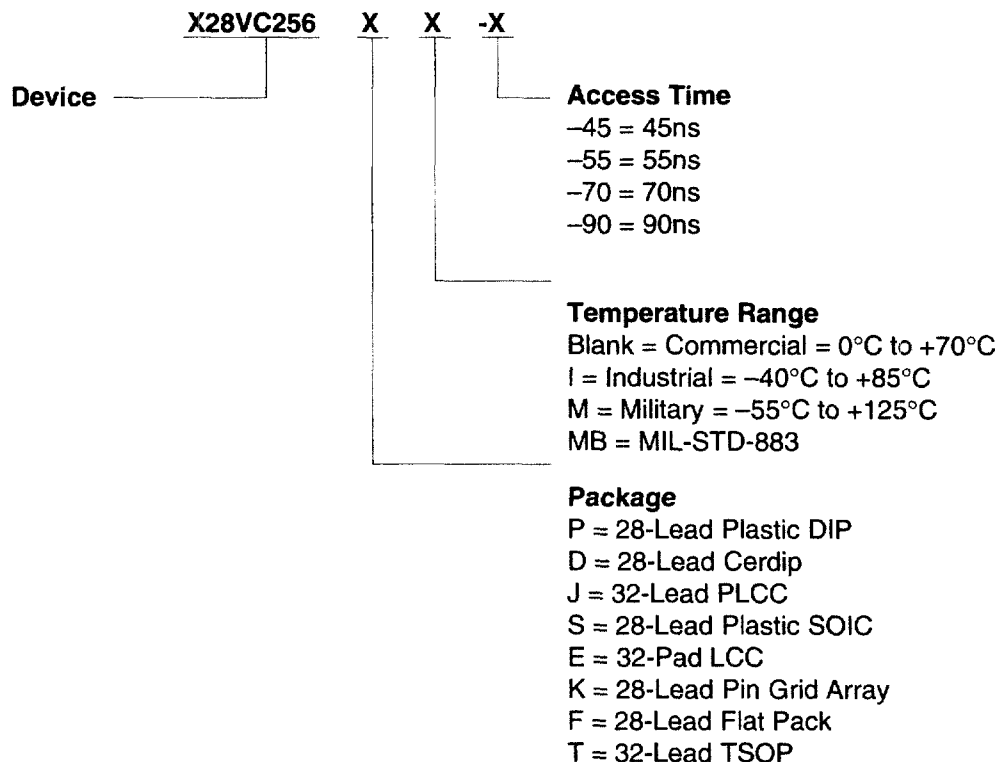 X28VC256 X X -X
Device
Access Time
–45 = 45ns
–55 = 55ns
–70 = 70ns
–90 = 90ns
Temperature Range
Blank = Commercial = 0°C to +70°C
I = Industrial = –40°C to +85°C
M = Military = –55°C to +125°C
MB = MIL-STD-883
Package
P = 28-Lead Plastic DIP
D = 28-Lead Cerdip
J = 32-Lead PLCC
S = 28-Lead Plastic SOIC
E = 32-Pad LCC
K = 28-Lead Pin Grid Array
F = 28-Lead Flat Pack
T = 32-Lead TSOP